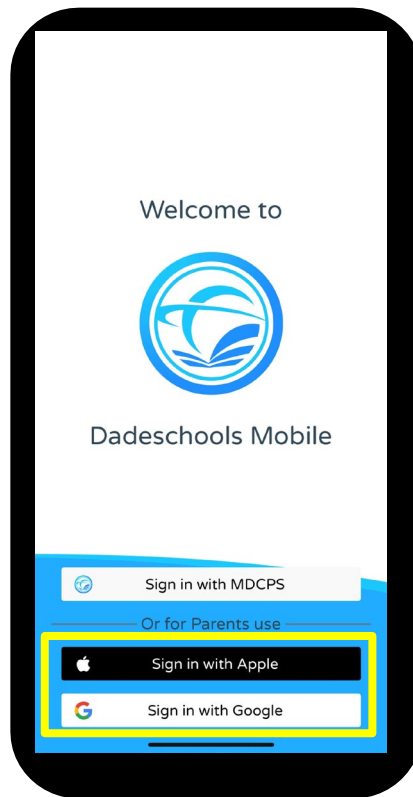 Welcome to
Dadeschools Mobile
Sign in with MDCPS
Or for Parents use
Sign in with Apple
Sign in with Google